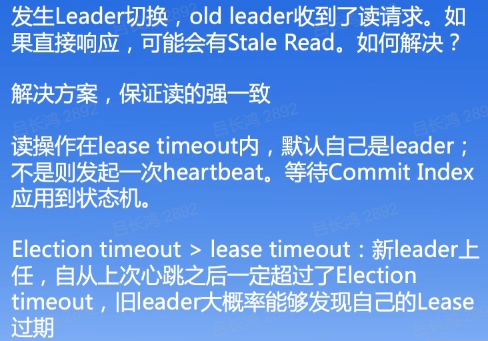 发生Leader切换，old leader收到了读请求。如
果直接响应，可能会有Stale Read。如何解决？
解决方案，保证读的强一致
读操作在lease timeout内，默认自己是leader；
不是则发起一次heartbeat。等待Commit Index
应用到状态机。
Election timeout > lease timeout：新leader上
任，自从上次心跳之后一定超过了Election
timeout，旧leader大概率能够发现自己的Lease
过期